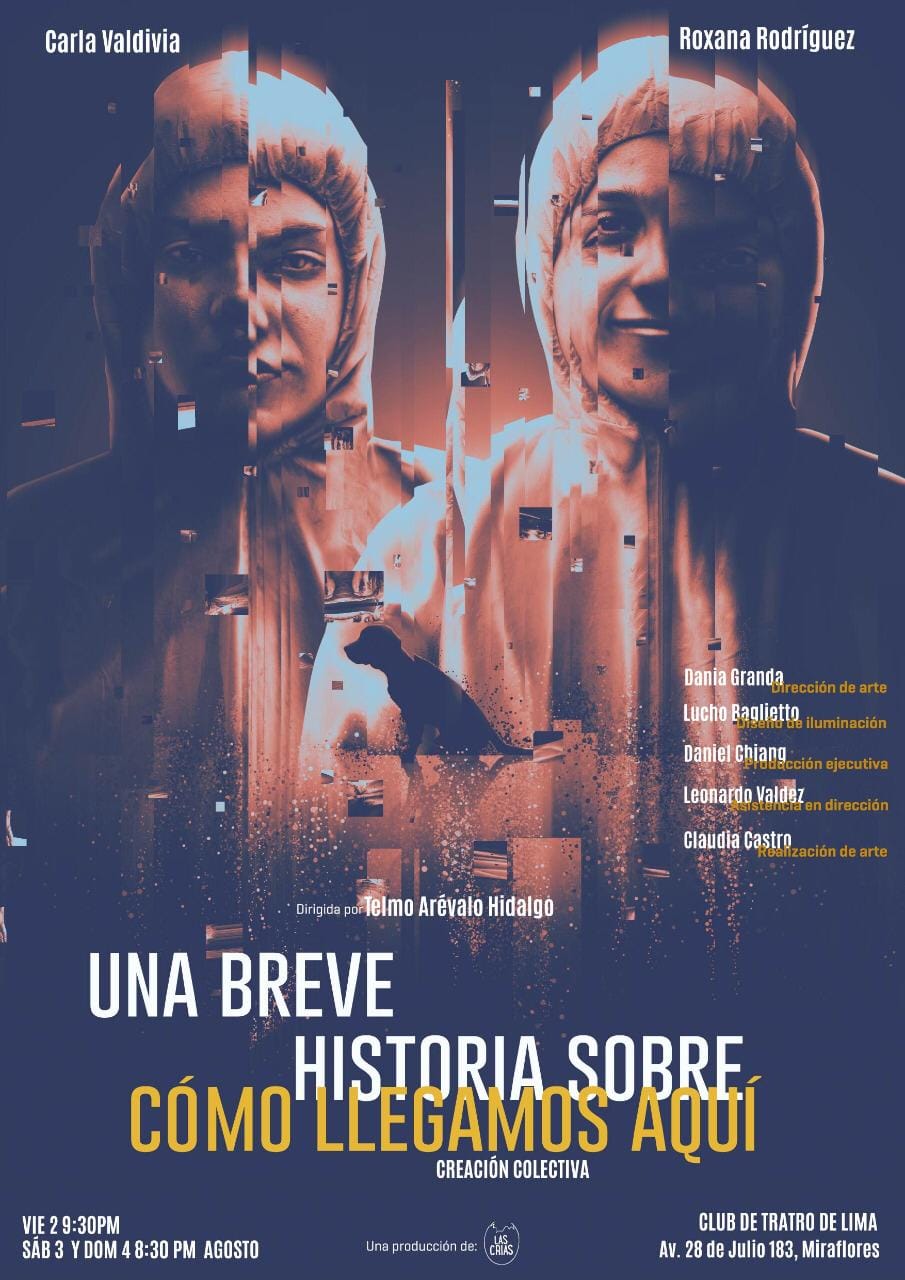 Carla Valdivia
Roxana Rodríguez
Dania Granda
Dirección de arte
Lucho Baglietto
Diseño de iluminación
Daniel Chiang
Producción ejecutiva
Leonardo Valdez
Asistencia en dirección
Claudia Castro
Realización de arte
Dirigida por Telmo Arévalo Hidalgo
UNA BREVE
HISTORIA SOBRE
CÓMO LLEGAMOS AQUÍ
CREACIÓN COLECTIVA
VIE 2 9:30PM
SÁB 3 Y DOM 4 8:30 PM AGOSTO
Una producción de:
LAS
CRIAS
CLUB DE TRATRO DE LIMA
Av. 28 de Julio 183, Miraflores